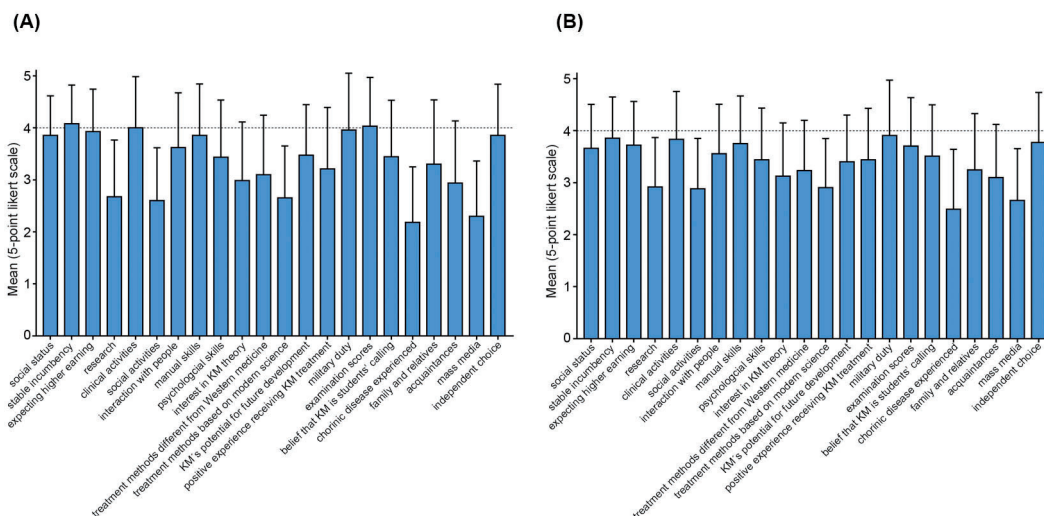 (A)
Mean (5-point likert scale)
5
4
3
2
1
0
social status
stable incumbency
expecting higher earning
research
clinical activities
social activities
interaction with people
manual skills
psychological skills
interest in KM theory
treatment methods different from Western medicine
treatment methods based on modern science
KM´s potential for future development
positive experience receiving KM treatment
military duty
examination scores
belief that KM is students' calling
chorinic disease experienced
family and relatives
acquaintances
mass media
independent choice
(B)
Mean (5-point likert scale)
5
4
3
2
1
0
social status
stable incumbency
expecting higher earning
research
clinical activities
social activities
interaction with people
manual skills
psychological skills
interest in KM theory
treatment methods different from Western medicine
treatment methods based on modern science
KM´s potential for future development
positive experience receiving KM treatment
military duty
examination scores
belief that KM is students' calling
chorinic disease experienced
family and relatives
acquaintances
mass media
independent choice